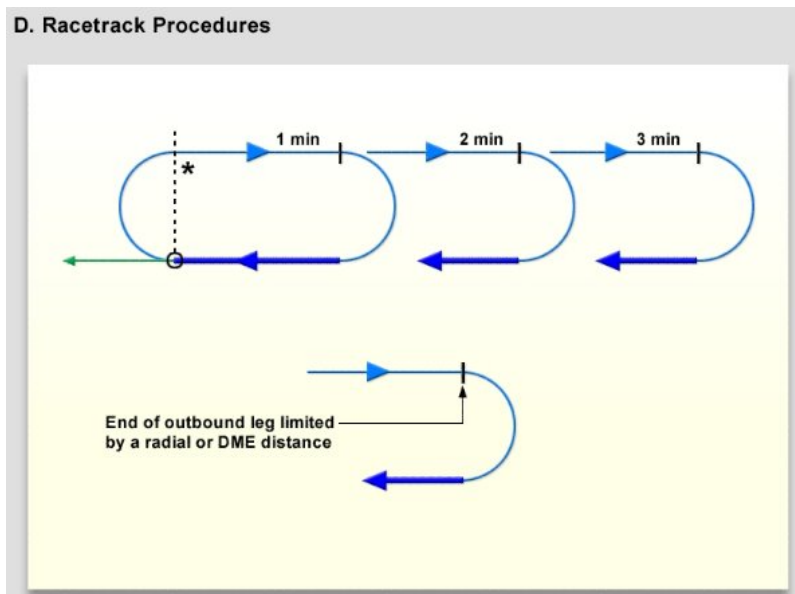 D. Racetrack Procedures
1 min
2 min
3 min
*
End of outbound leg limited
by a radial or DME distance